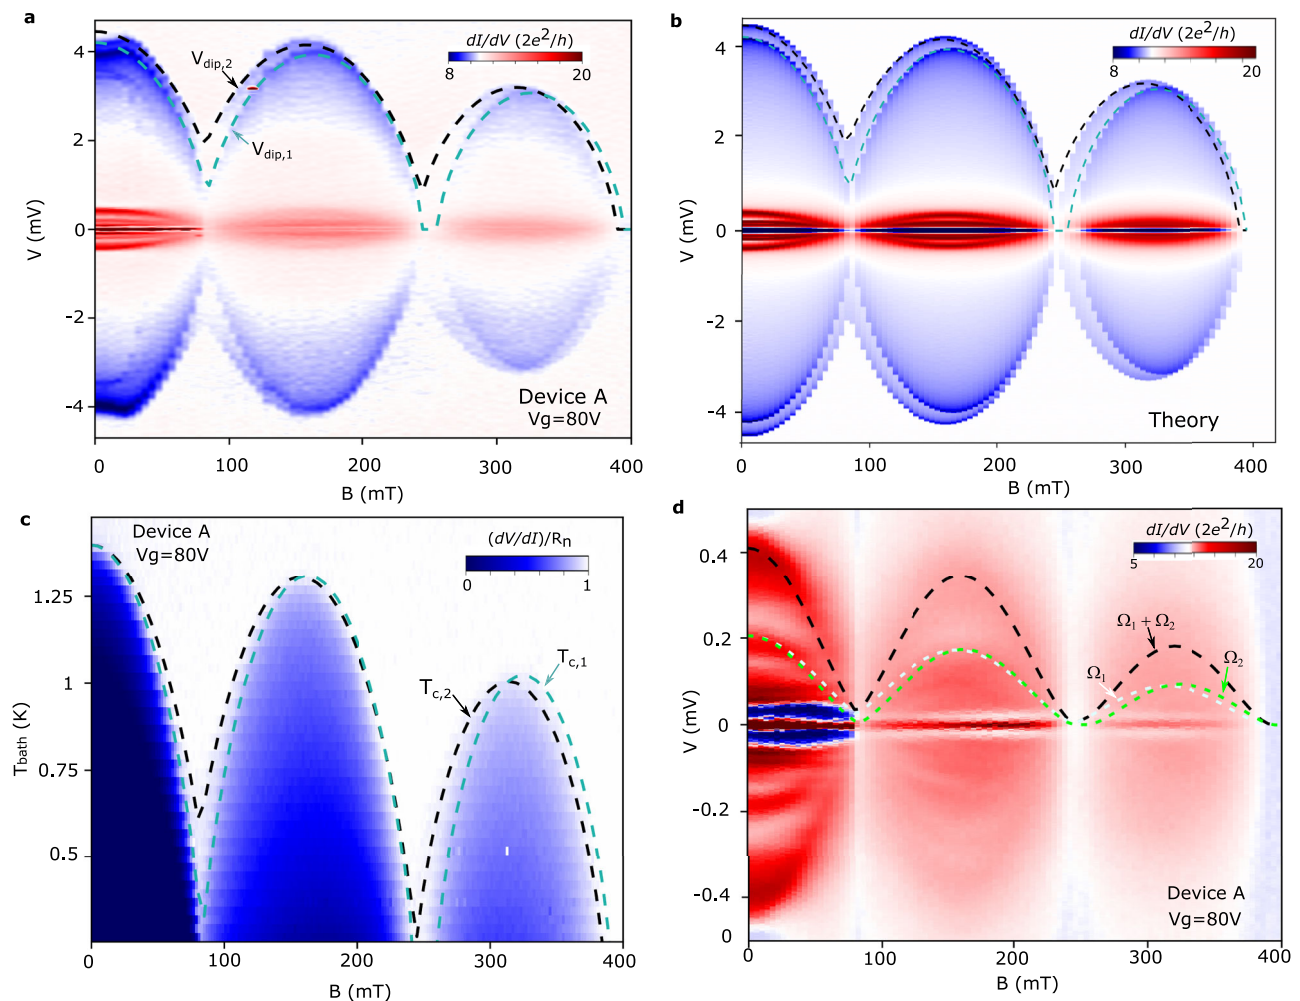 a
dI/dV (2e²/h)
8 20
V_dip,2
V_dip,1
4
2
0
-2
-4
V (mV)
Device A
Vg=80V
0 100 200 300 400
B (mT)
b
dI/dV (2e²/h)
8 20
4
2
0
-2
-4
V (mV)
Theory
0 100 200 300 400
B (mT)
c
Device A
Vg=80V
(dV/dI)/Rn
0 1
1.25
1
0.75
0.5
T_bath (K)
T_c,1
T_c,2
0 100 200 300 400
B (mT)
d
dI/dV (2e²/h)
5 20
0.4
0.2
0
-0.2
-0.4
0
V (mV)
Ω₁ + Ω₂
Ω₁
Ω₂
Device A
Vg=80V
0 100 200 300 400
B (mT)